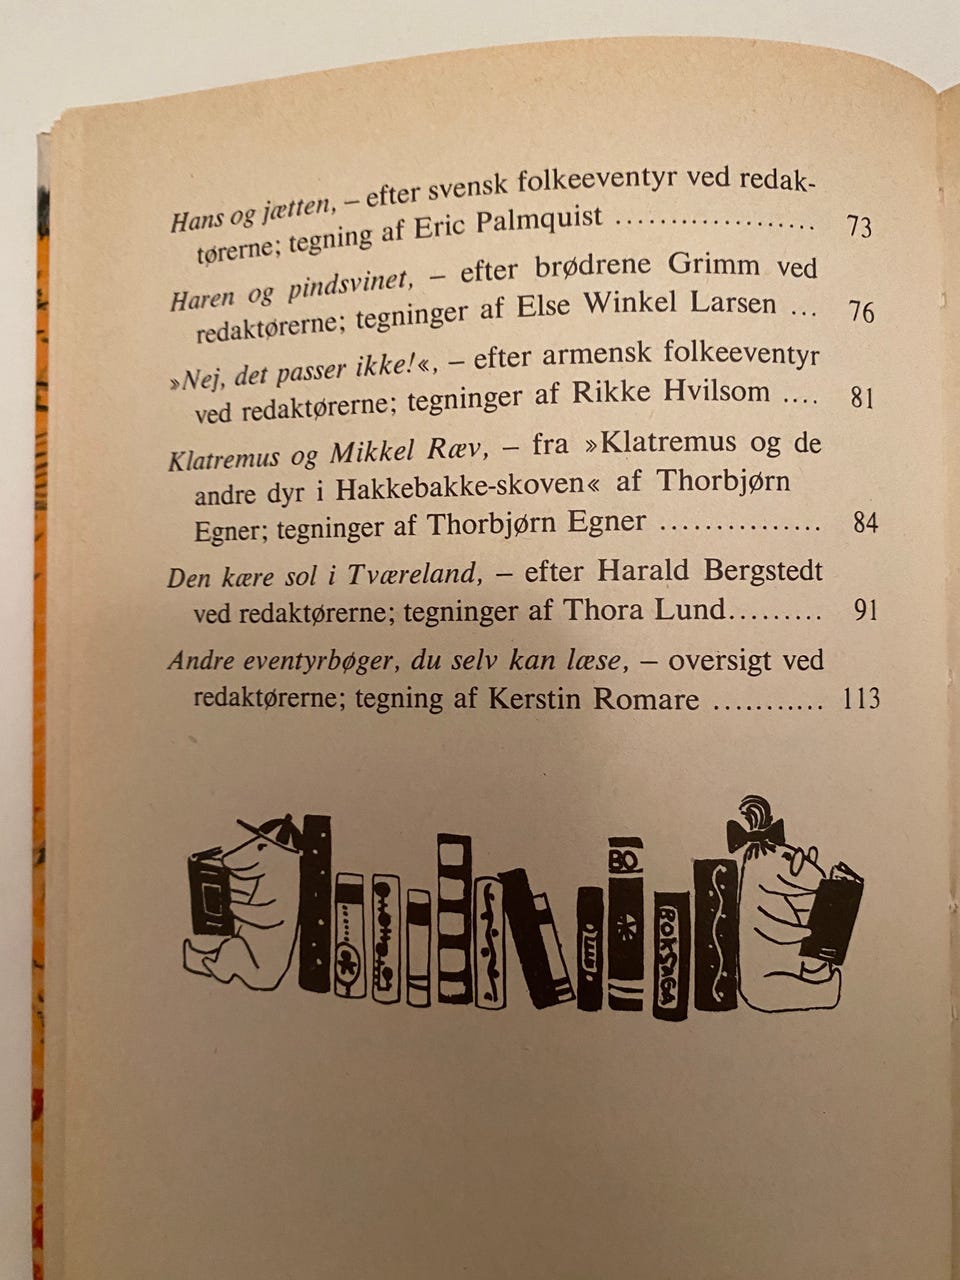 Hans og jætten, – efter svensk folkeeventyr ved redak-
tørerne; tegning af Eric Palmquist ................... 73
Haren og pindsvinet, – efter brødrene Grimm ved
redaktørerne; tegninger af Else Winkel Larsen ... 76
»Nej, det passer ikke!«, – efter armensk folkeeventyr
ved redaktørerne; tegninger af Rikke Hvilsom .... 81
Klatremus og Mikkel Ræv, – fra »Klatremus og de
andre dyr i Hakkebakke-skoven« af Thorbjørn
Egner; tegninger af Thorbjørn Egner ............... 84
Den kære sol i Tværeland, – efter Harald Bergstedt
ved redaktørerne; tegninger af Thora Lund......... 91
Andre eventyrbøger, du selv kan læse, – oversigt ved
redaktørerne; tegning af Kerstin Romare ........... 113
BO
BOKSAGA